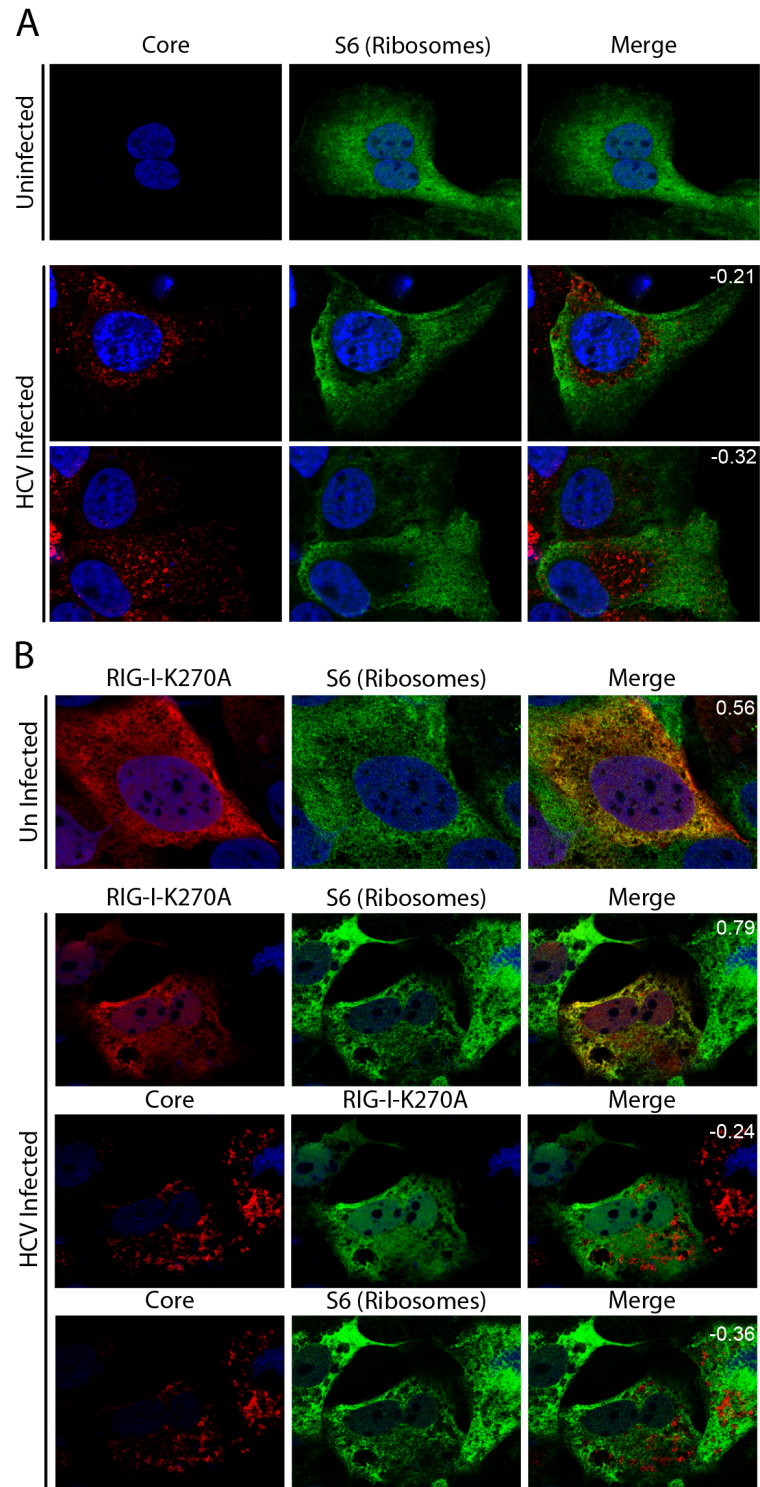 A
Core S6 (Ribosomes) Merge
Uninfected
HCV Infected
-0.21
-0.32
B
RIG-I-K270A S6 (Ribosomes) Merge
Un Infected
0.56
RIG-I-K270A S6 (Ribosomes) Merge
HCV Infected
0.79
Core RIG-I-K270A Merge
-0.24
Core S6 (Ribosomes) Merge
-0.36